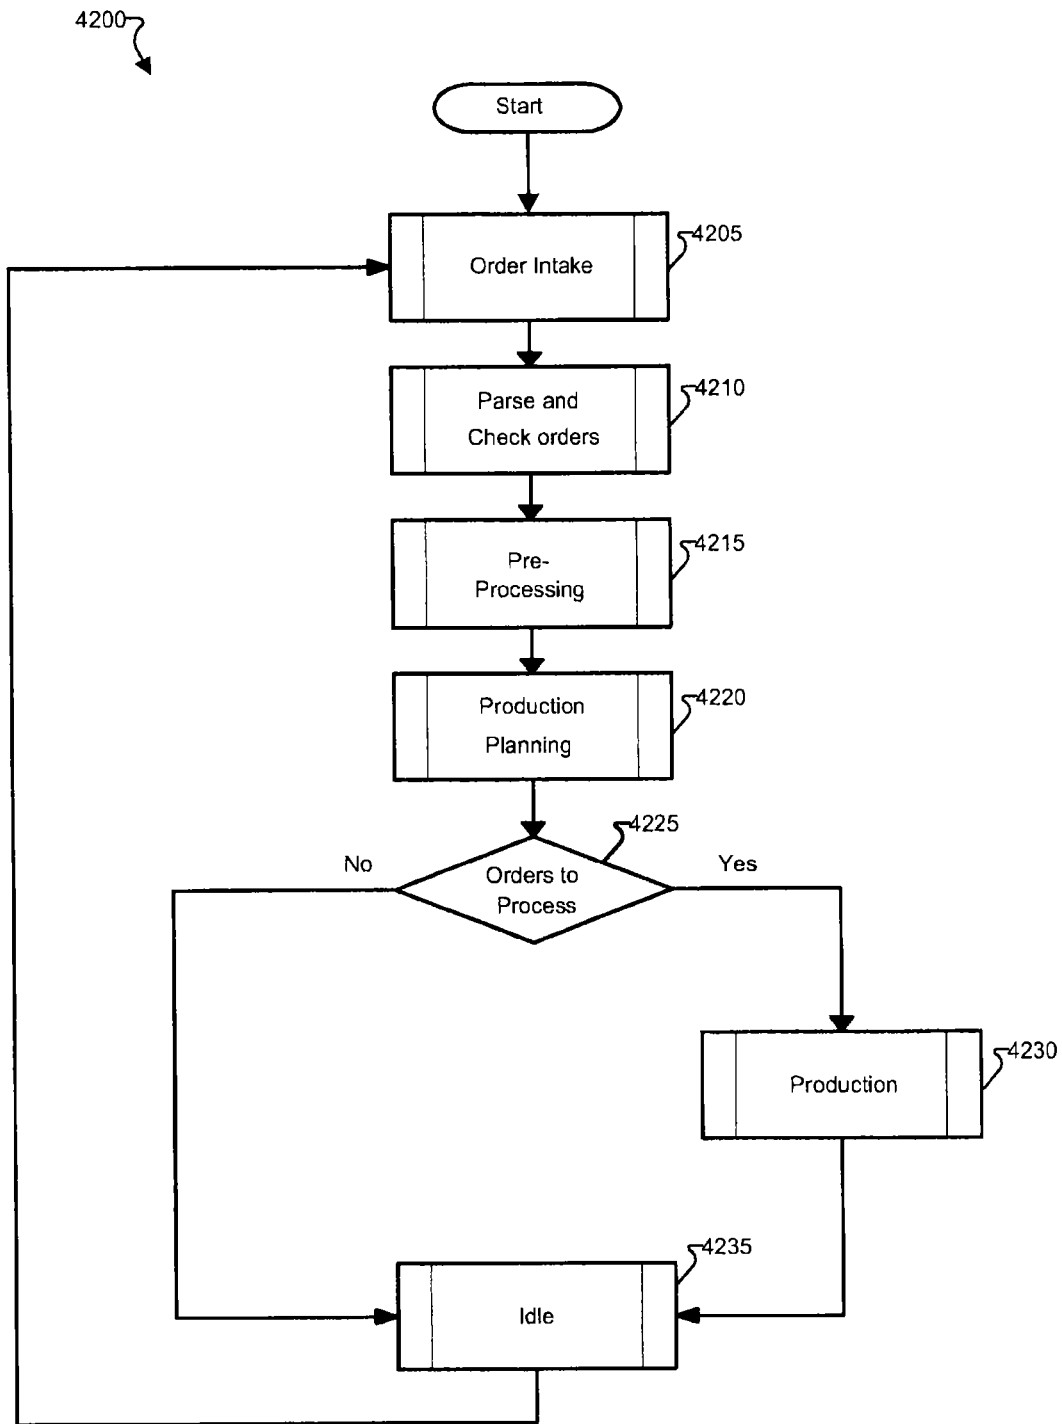 4200
Start
Order Intake
4205
Parse and
Check orders
4210
Pre-
Processing
4215
Production
Planning
4220
4225
No
Orders to
Process
Yes
Production
4230
4235
Idle